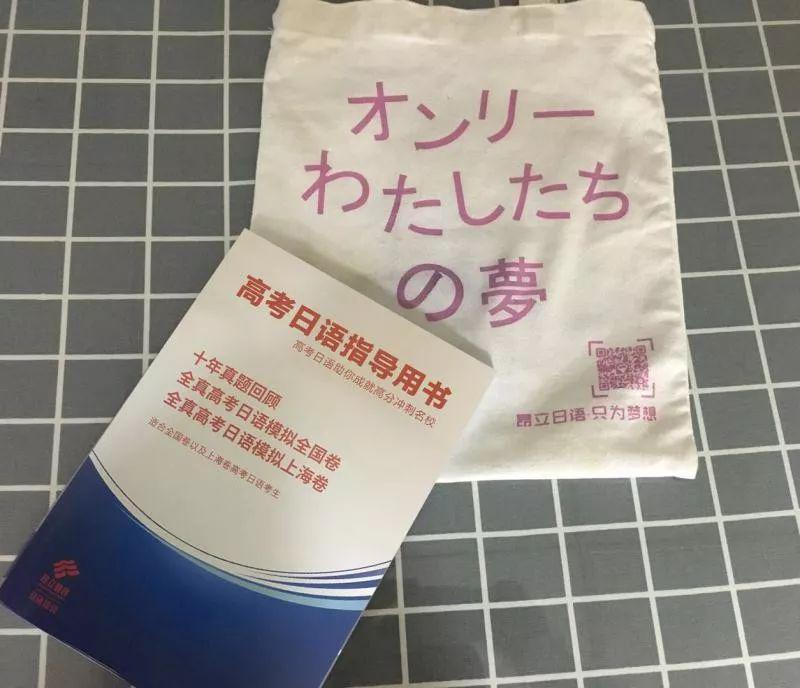 オンリー
わたしたち
の夢
昂立日语·只为梦想
高考日语指导用书
高考日语助你成就高分冲刺名校
十年真题回顾
全真高考日语模拟全国卷
全真高考日语模拟上海卷
适合全国卷以及上海卷高考日语考生
昂立教育